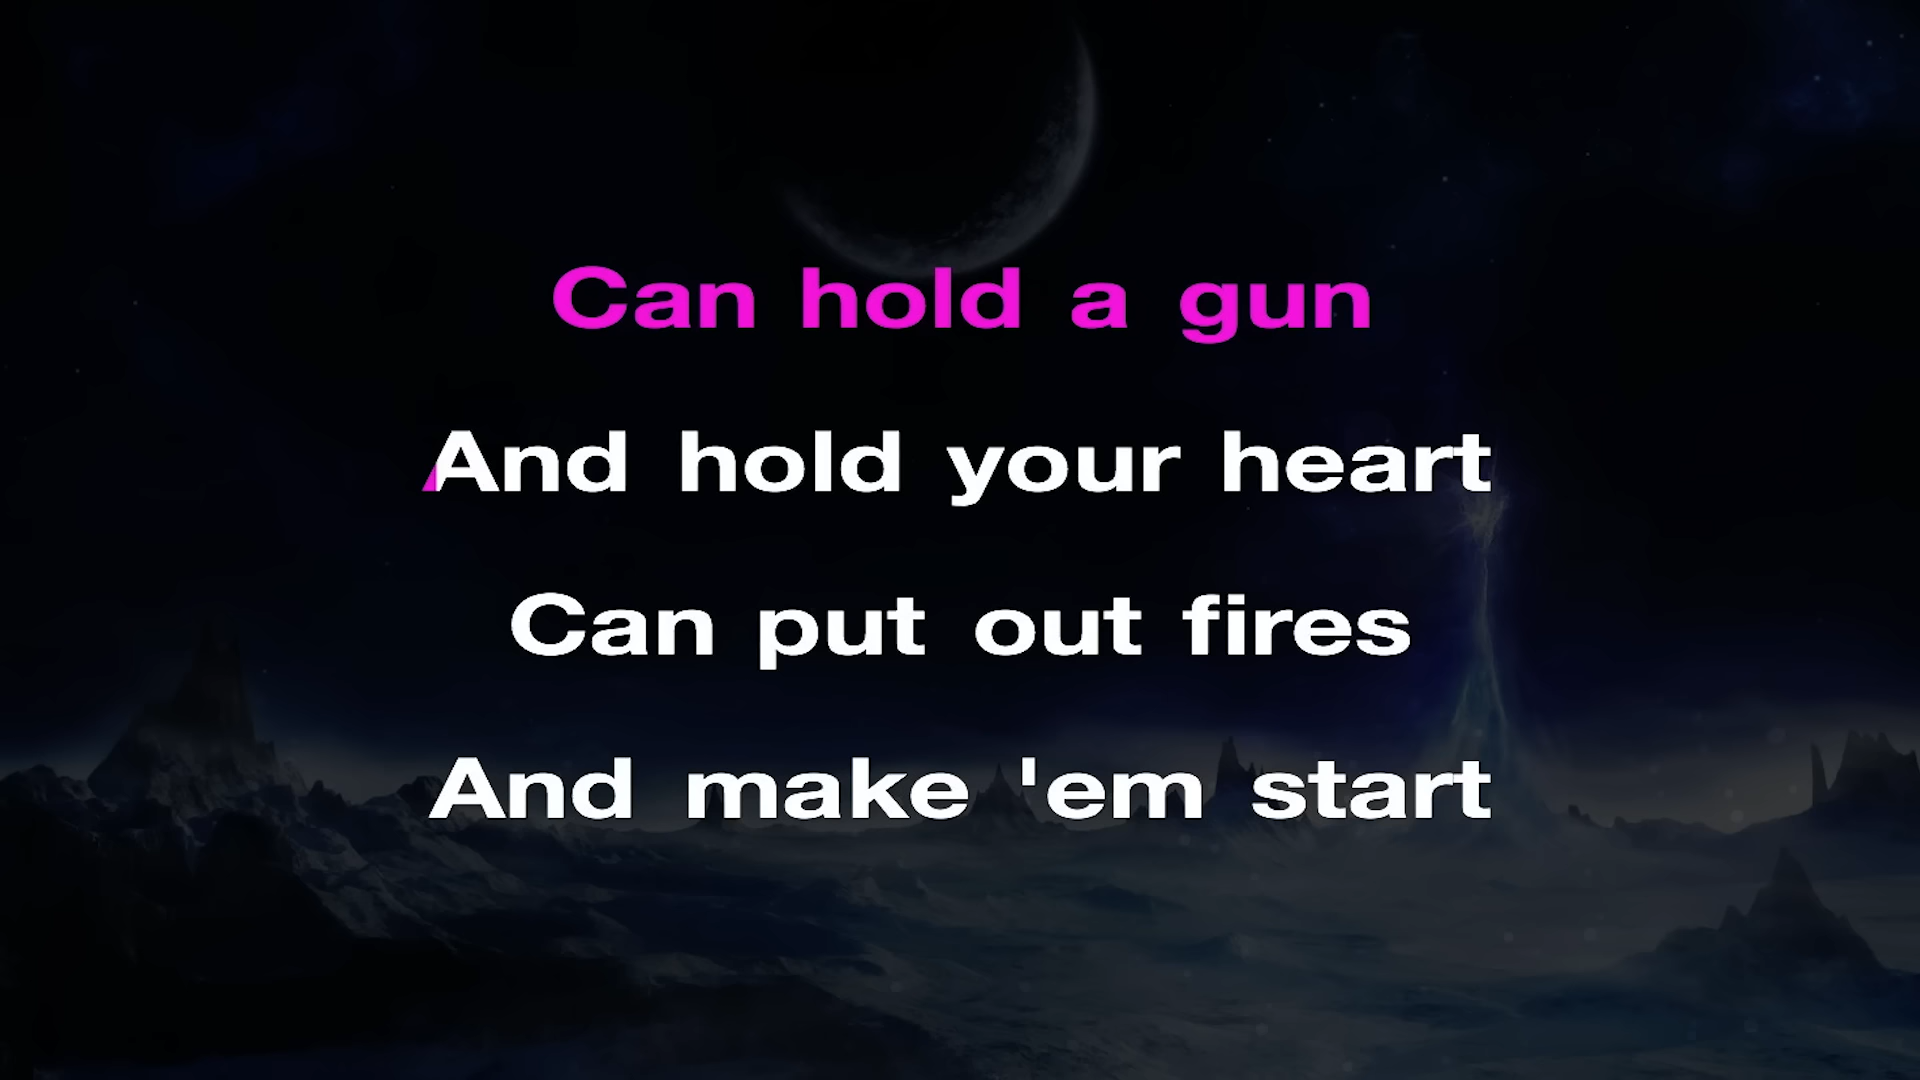 Can hold a gun
And hold your heart
Can put out fires
And make 'em start